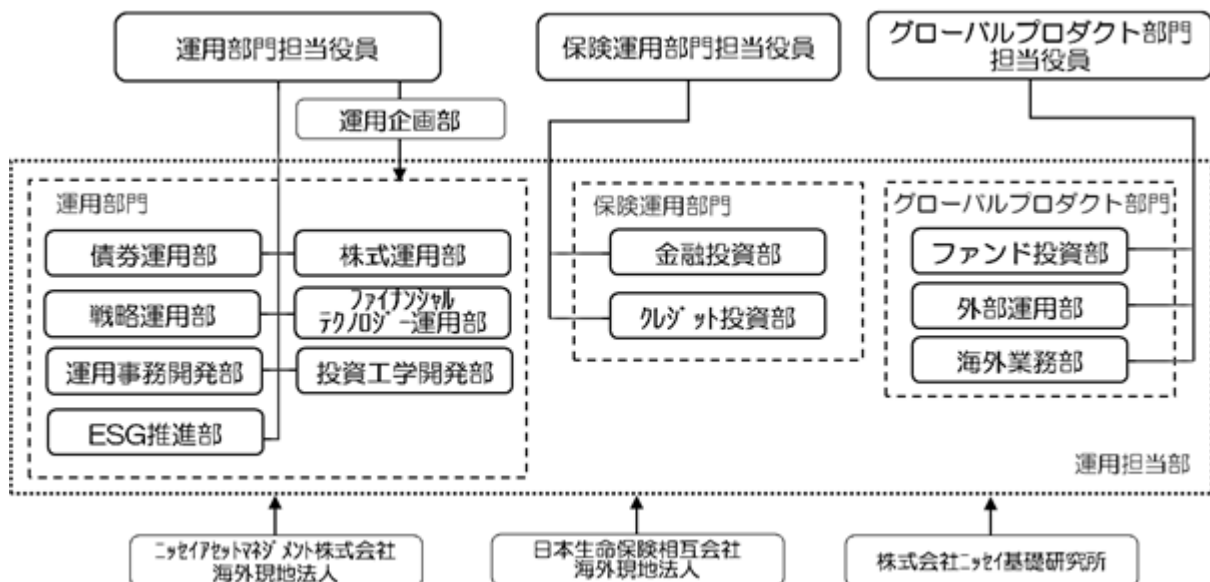 運用部門担当役員
保険運用部門担当役員
グローバルプロダクト部門
担当役員
運用企画部
運用部門
保険運用部門
グローバルプロダクト部門
債券運用部
株式運用部
金融投資部
ファンド投資部
戦略運用部
ﾌｧｲﾅﾝｼｬﾙ
ﾃｸﾉﾛｼﾞｰ運用部
ｸﾚｼﾞｯﾄ投資部
外部運用部
運用事務開発部
投資工学開発部
海外業務部
ESG推進部
運用担当部
ﾆｯｾｲｱｾｯﾄﾏﾈｼﾞﾒﾝﾄ株式会社
海外現地法人
日本生命保険相互会社
海外現地法人
株式会社ﾆｯｾｲ基礎研究所